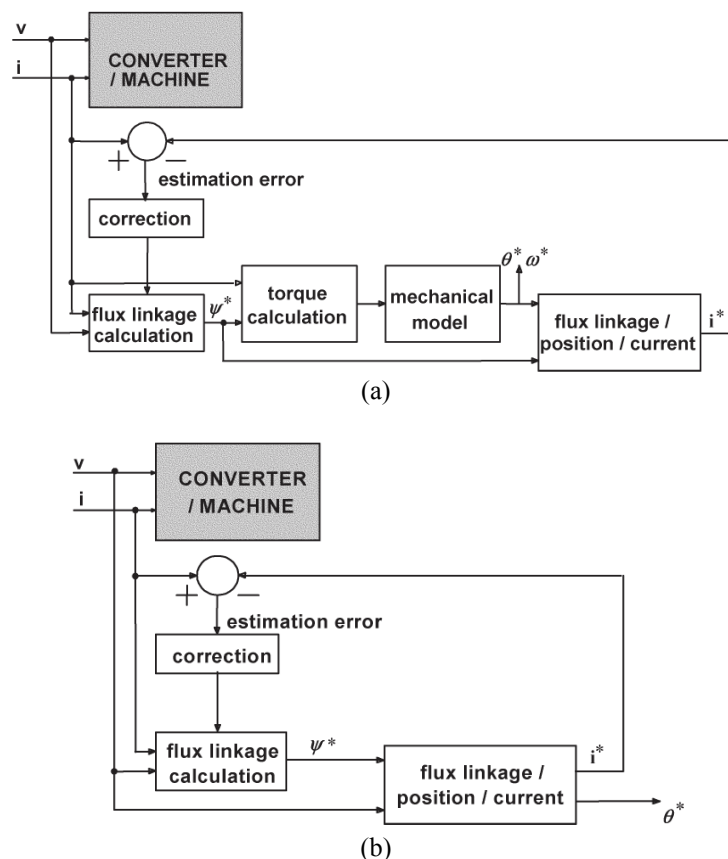 v
i
CONVERTER
/ MACHINE
+
−
estimation error
correction
flux linkage
calculation
ψ*
torque
calculation
mechanical
model
θ* ω*
flux linkage /
position / current
i*
(a)
v
i
CONVERTER
/ MACHINE
+
−
estimation error
correction
flux linkage
calculation
ψ*
flux linkage /
position / current
i*
θ*
(b)